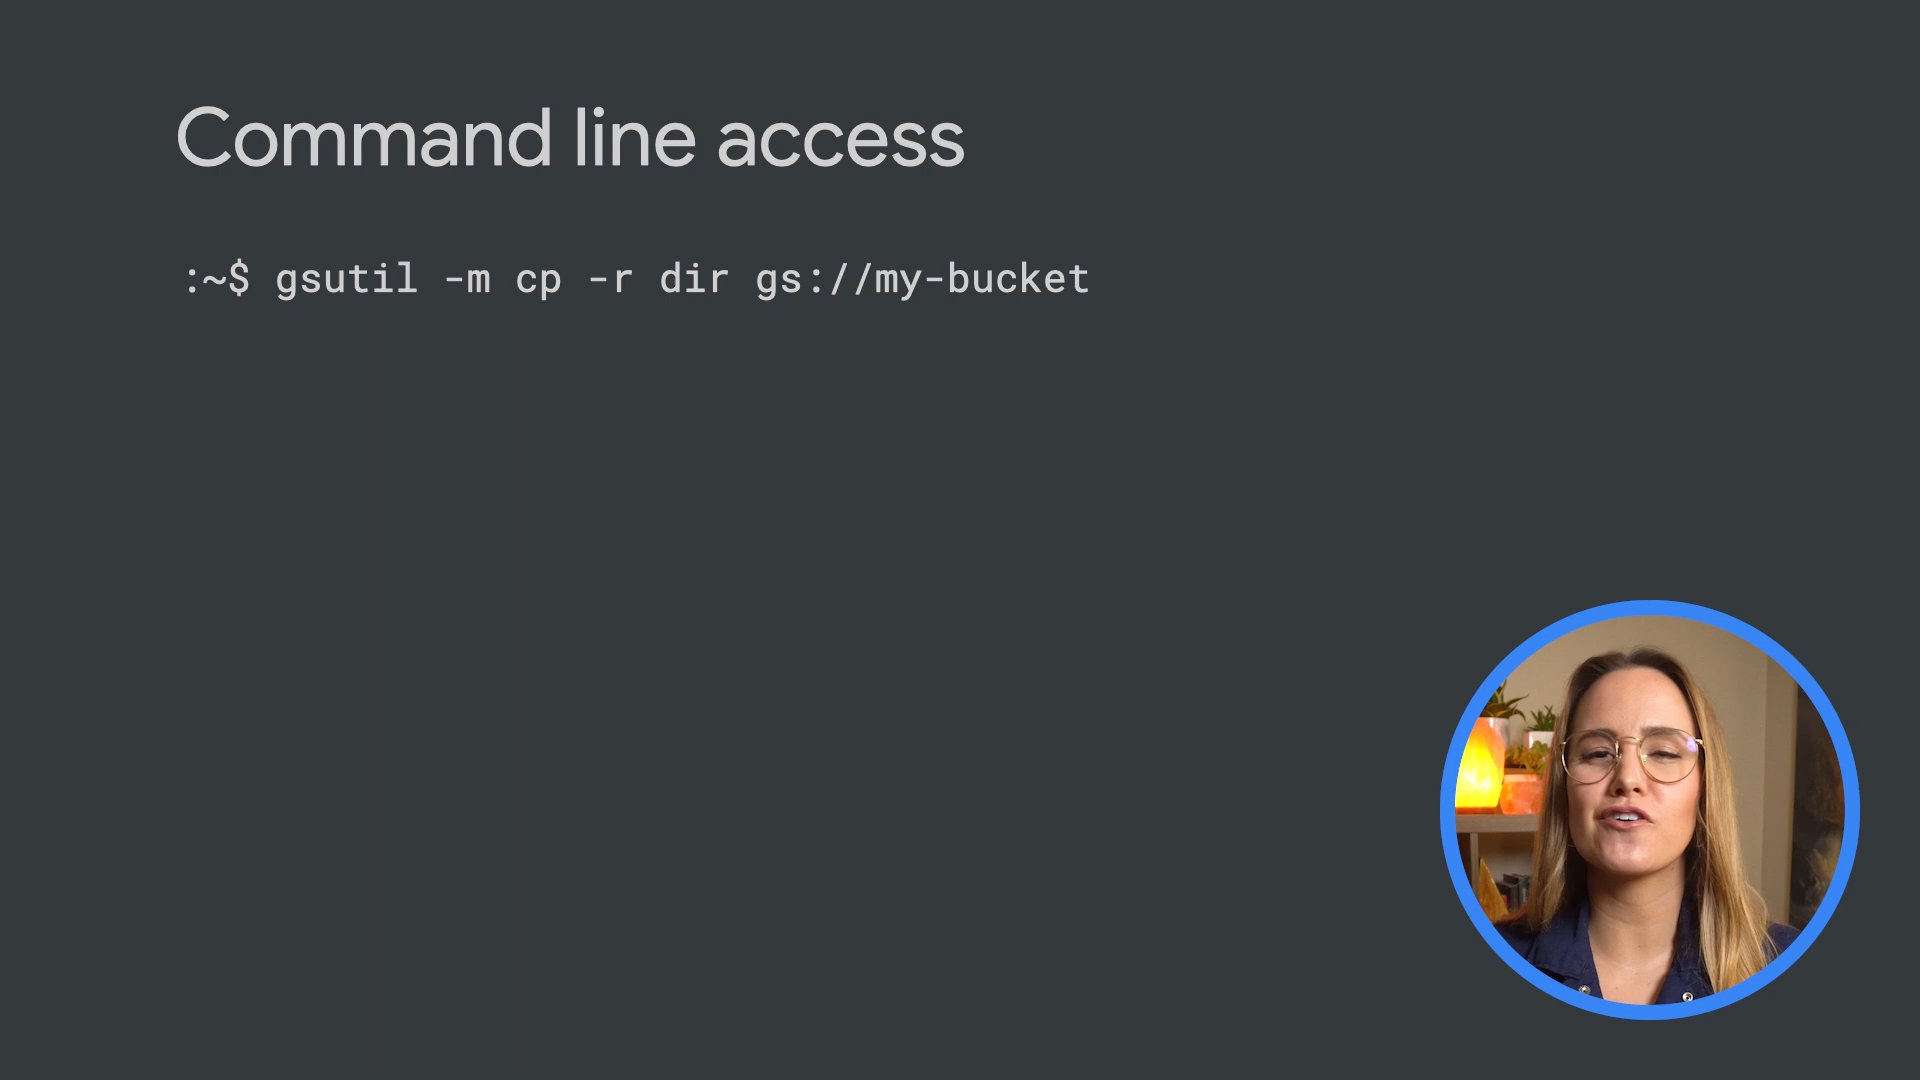 Command line access
:~$ gsutil -m cp -r dir gs://my-bucket